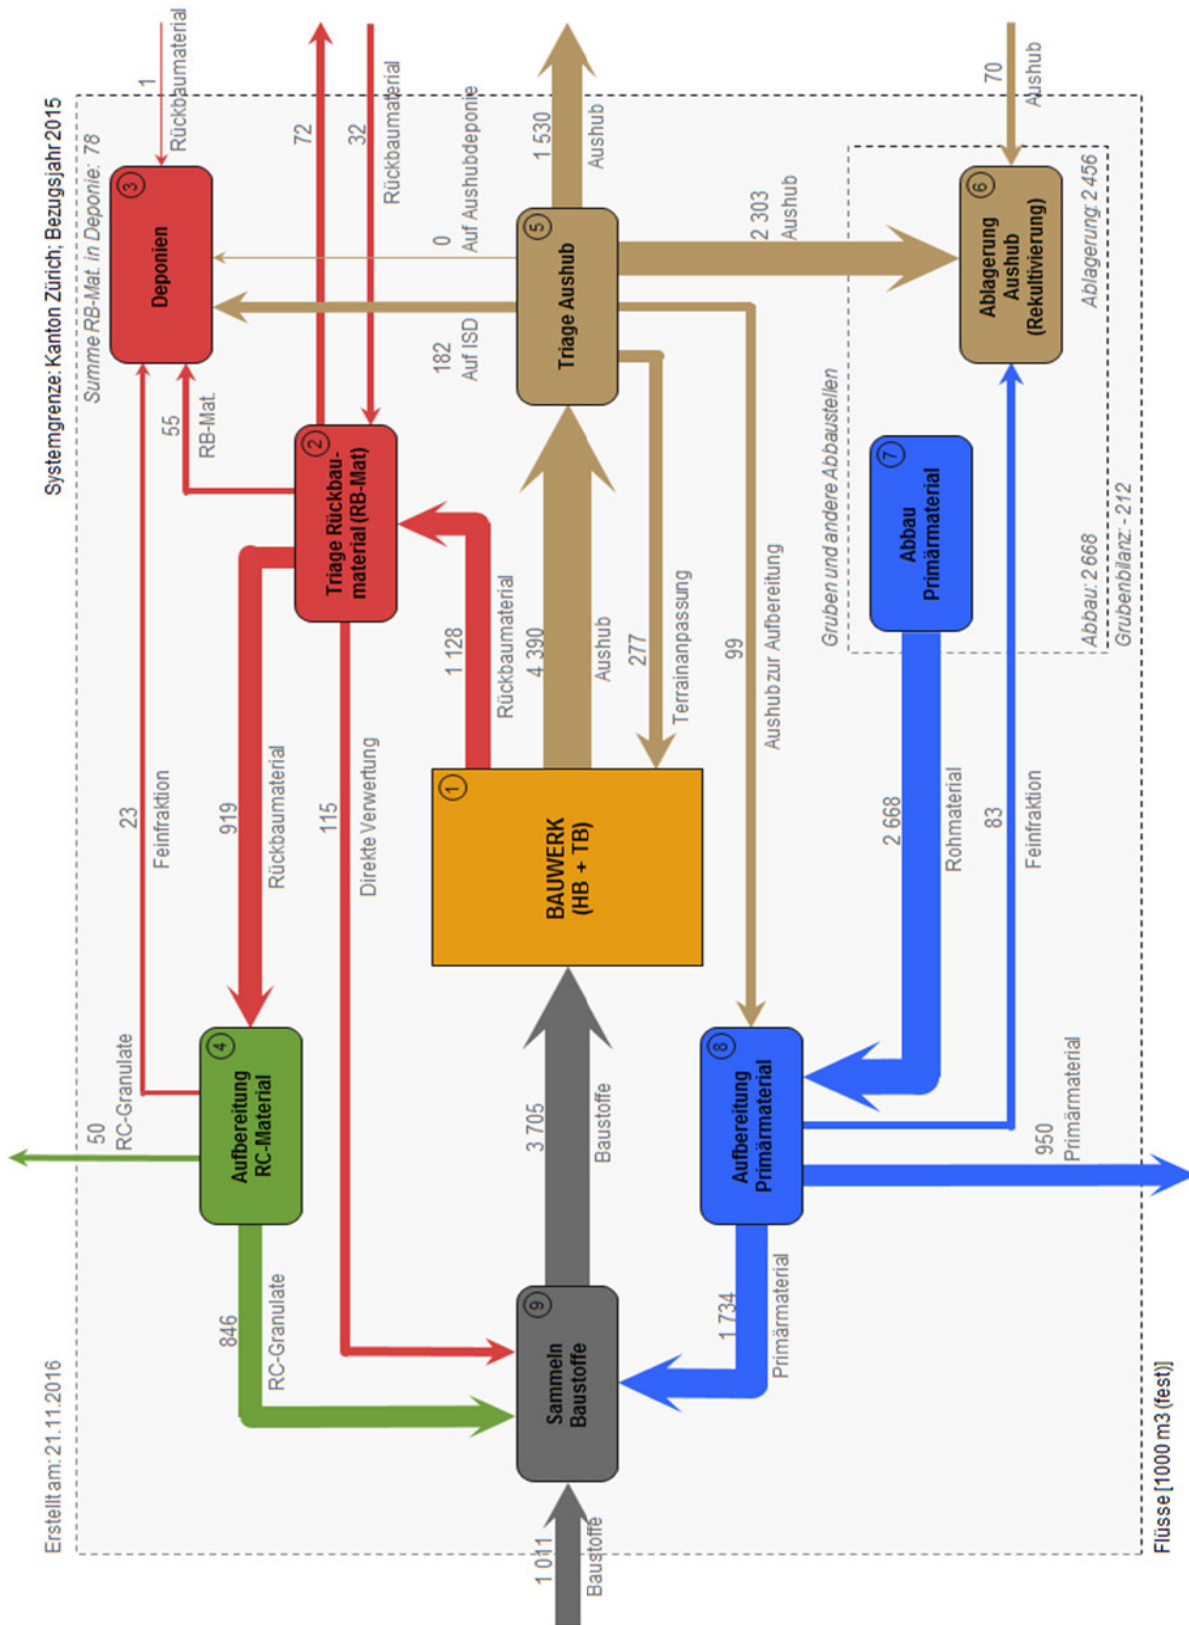 Erstellt am: 21.11.2016
Systemgrenze: Kanton Zürich; Bezugsjahr 2015
Summe RB-Mat. in Deponie: 78
50
RC-Granulate
23
Feinfraktion
55
RB-Mat.
3
Deponien
1
Rückbaumaterial
4
Aufbereitung
RC-Material
919
Rückbaumaterial
2
Triage Rückbau-
material (RB-Mat)
72
32
Rückbaumaterial
846
RC-Granulate
115
Direkte Verwertung
1 128
Rückbaumaterial
182
Auf ISD
0
Auf Aushubdeponie
1 011
Baustoffe
9
Sammeln
Baustoffe
3 705
Baustoffe
1
BAUWERK
(HB + TB)
4 390
Aushub
5
Triage Aushub
1 530
Aushub
277
Terrainanpassung
99
Aushub zur Aufbereitung
2 303
Aushub
1 734
Primärmaterial
8
Aufbereitung
Primärmaterial
2 668
Rohmaterial
Gruben und andere Abbaustellen
7
Abbau
Primärmaterial
6
Ablagerung
Aushub
(Rekultivierung)
70
Aushub
83
Feinfraktion
950
Primärmaterial
Abbau: 2 668
Ablagerung: 2 456
Grubenbilanz: - 212
Flüsse [1000 m3 (fest)]